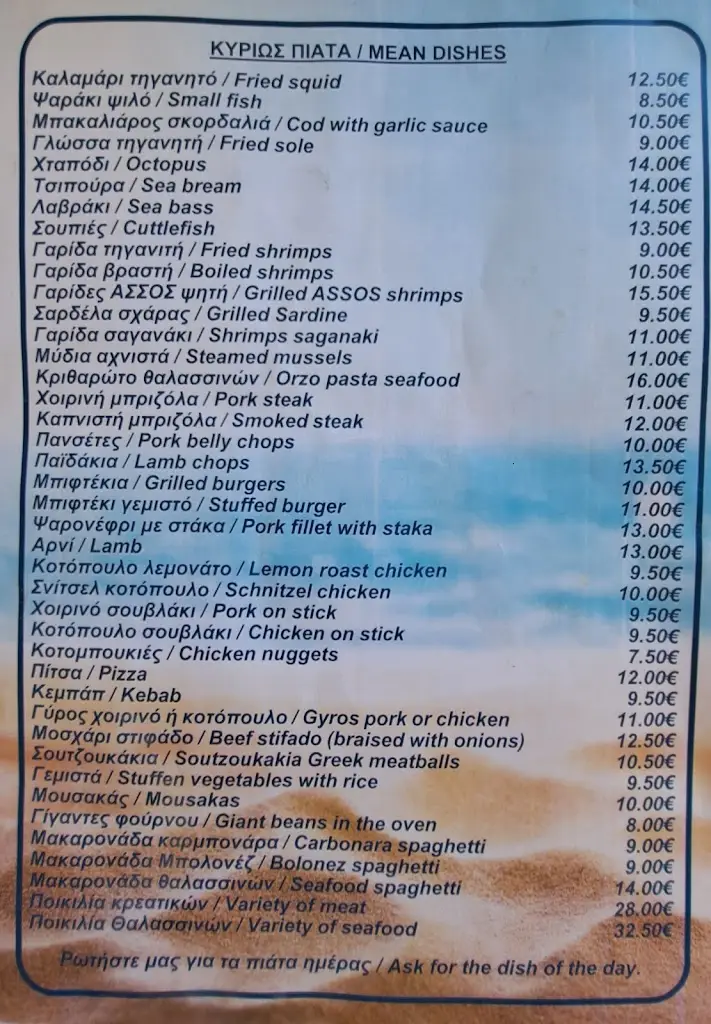 ΚΥΡΙΩΣ ΠΙΑΤΑ / MEAN DISHES
Καλαμάρι τηγανητό / Fried squid 12.50€
Ψαράκι ψιλό / Small fish 8.50€
Μπακαλιάρος σκορδαλιά / Cod with garlic sauce 10.50€
Γλώσσα τηγανητή / Fried sole 9.00€
Χταπόδι / Octopus 14.00€
Τσιπούρα / Sea bream 14.00€
Λαβράκι / Sea bass 14.50€
Σουπιές / Cuttlefish 13.50€
Γαρίδα τηγανιτή / Fried shrimps 9.00€
Γαρίδα βραστή / Boiled shrimps 10.50€
Γαρίδες ΑΣΣΟΣ ψητή / Grilled ASSOS shrimps 15.50€
Σαρδέλα σχάρας / Grilled Sardine 9.50€
Γαρίδα σαγανάκι / Shrimps saganaki 11.00€
Μύδια αχνιστά / Steamed mussels 11.00€
Κριθαρώτο θαλασσινών / Orzo pasta seafood 16.00€
Χοιρινή μπριζόλα / Pork steak 11.00€
Καπνιστή μπριζόλα / Smoked steak 12.00€
Πανσέτες / Pork belly chops 10.00€
Παϊδάκια / Lamb chops 13.50€
Μπιφτέκια / Grilled burgers 10.00€
Μπιφτέκι γεμιστό / Stuffed burger 11.00€
Ψαρονέφρι με στάκα / Pork fillet with staka 13.00€
Αρνί / Lamb 13.00€
Κοτόπουλο λεμονάτο / Lemon roast chicken 9.50€
Σνίτσελ κοτόπουλο / Schnitzel chicken 10.00€
Χοιρινό σουβλάκι / Pork on stick 9.50€
Κοτόπουλο σουβλάκι / Chicken on stick 9.50€
Κοτομπουκιές / Chicken nuggets 7.50€
Πίτσα / Pizza 12.00€
Κεμπάπ / Kebab 9.50€
Γύρος χοιρινό ή κοτόπουλο / Gyros pork or chicken 11.00€
Μοσχάρι στιφάδο / Beef stifado (braised with onions) 12.50€
Σουτζουκάκια / Soutzoukakia Greek meatballs 10.50€
Γεμιστά / Stuffen vegetables with rice 9.50€
Μουσακάς / Mousakas 10.00€
Γίγαντες φούρνου / Giant beans in the oven 8.00€
Μακαρονάδα καρμπονάρα / Carbonara spaghetti 9.00€
Μακαρονάδα Μπολονέζ / Bolonez spaghetti 9.00€
Μακαρονάδα θαλασσινών / Seafood spaghetti 14.00€
Ποικιλία κρεατικών / Variety of meat 28.00€
Ποικιλία Θαλασσινών / Variety of seafood 32.50€
Ρωτήστε μας για τα πιάτα ημέρας / Ask for the dish of the day.